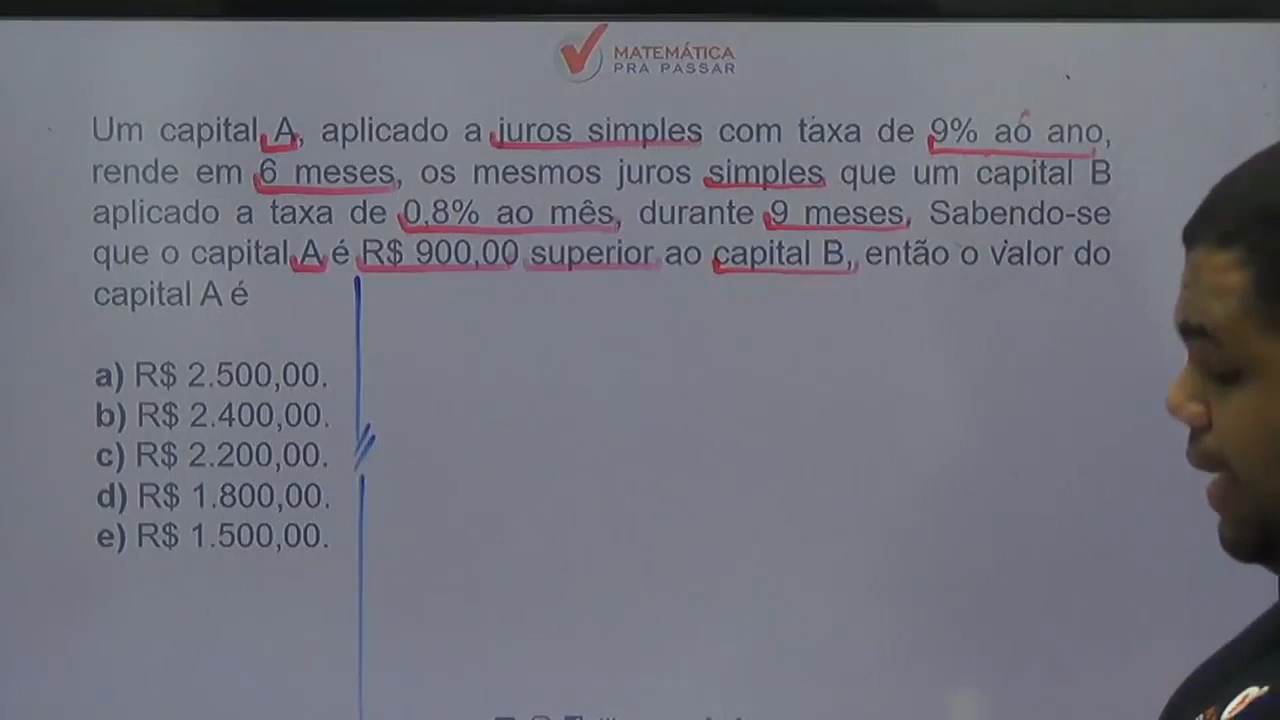 MATEMÁTICA
PRA PASSAR
Um capital A, aplicado a juros simples com taxa de 9% ao ano,
rende em 6 meses, os mesmos juros simples que um capital B
aplicado a taxa de 0,8% ao mês, durante 9 meses, Sabendo-se
que o capital A é R$ 900,00 superior ao capital B, então o valor do
capital A é
a) R$ 2.500,00.
b) R$ 2.400,00.
c) R$ 2.200,00.
d) R$ 1.800,00.
e) R$ 1.500,00.